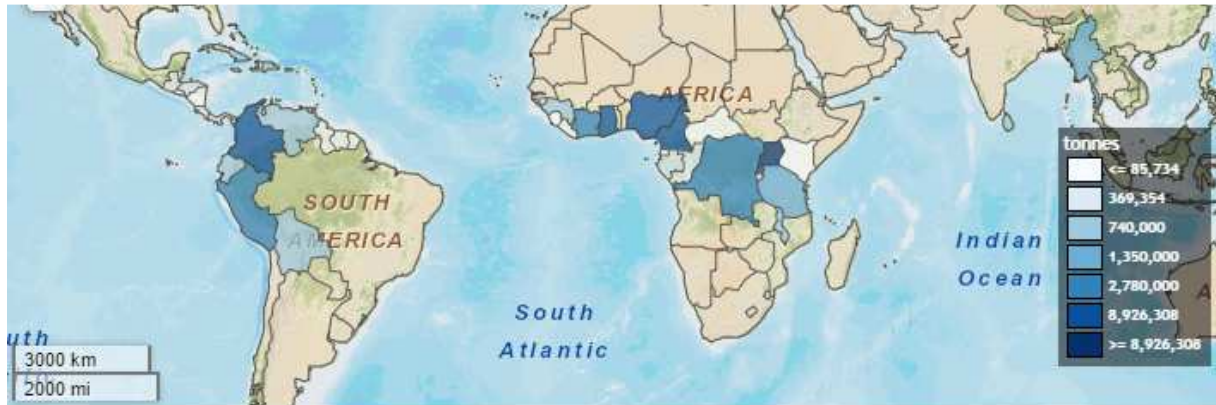 AFRICA
SOUTH
AMERICA
Indian
Ocean
South
Atlantic
uth
3000 km
2000 mi
tonnes
<= 85,734
369,354
740,000
1,350,000
2,780,000
8,926,308
>= 8,926,308
A